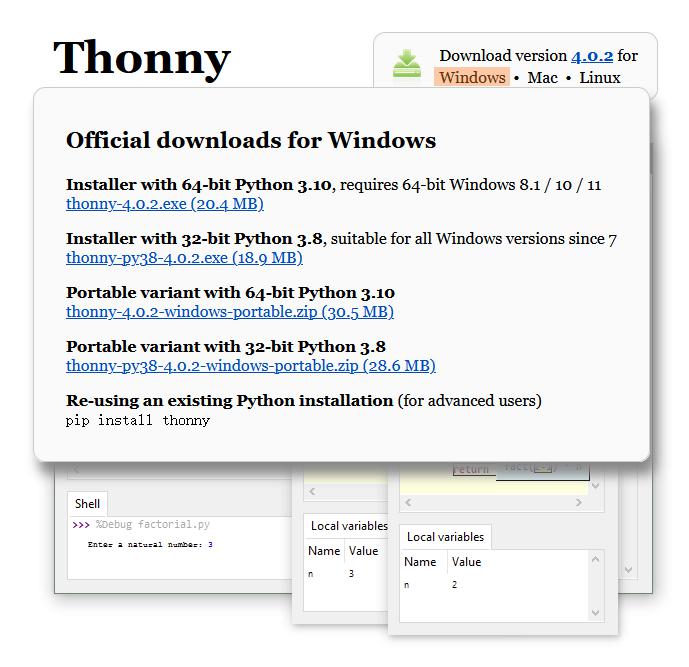 Thonny
Download version 4.0.2 for
Windows • Mac • Linux
Official downloads for Windows
Installer with 64-bit Python 3.10, requires 64-bit Windows 8.1 / 10 / 11
thonny-4.0.2.exe (20.4 MB)
Installer with 32-bit Python 3.8, suitable for all Windows versions since 7
thonny-py38-4.0.2.exe (18.9 MB)
Portable variant with 64-bit Python 3.10
thonny-4.0.2-windows-portable.zip (30.5 MB)
Portable variant with 32-bit Python 3.8
thonny-py38-4.0.2-windows-portable.zip (28.6 MB)
Re-using an existing Python installation (for advanced users)
pip install thonny
return
Shell
>>> %Debug factorial.py
Enter a natural number: 3
Local variables
Name Value
n 3
Local variables
Name Value
n 2